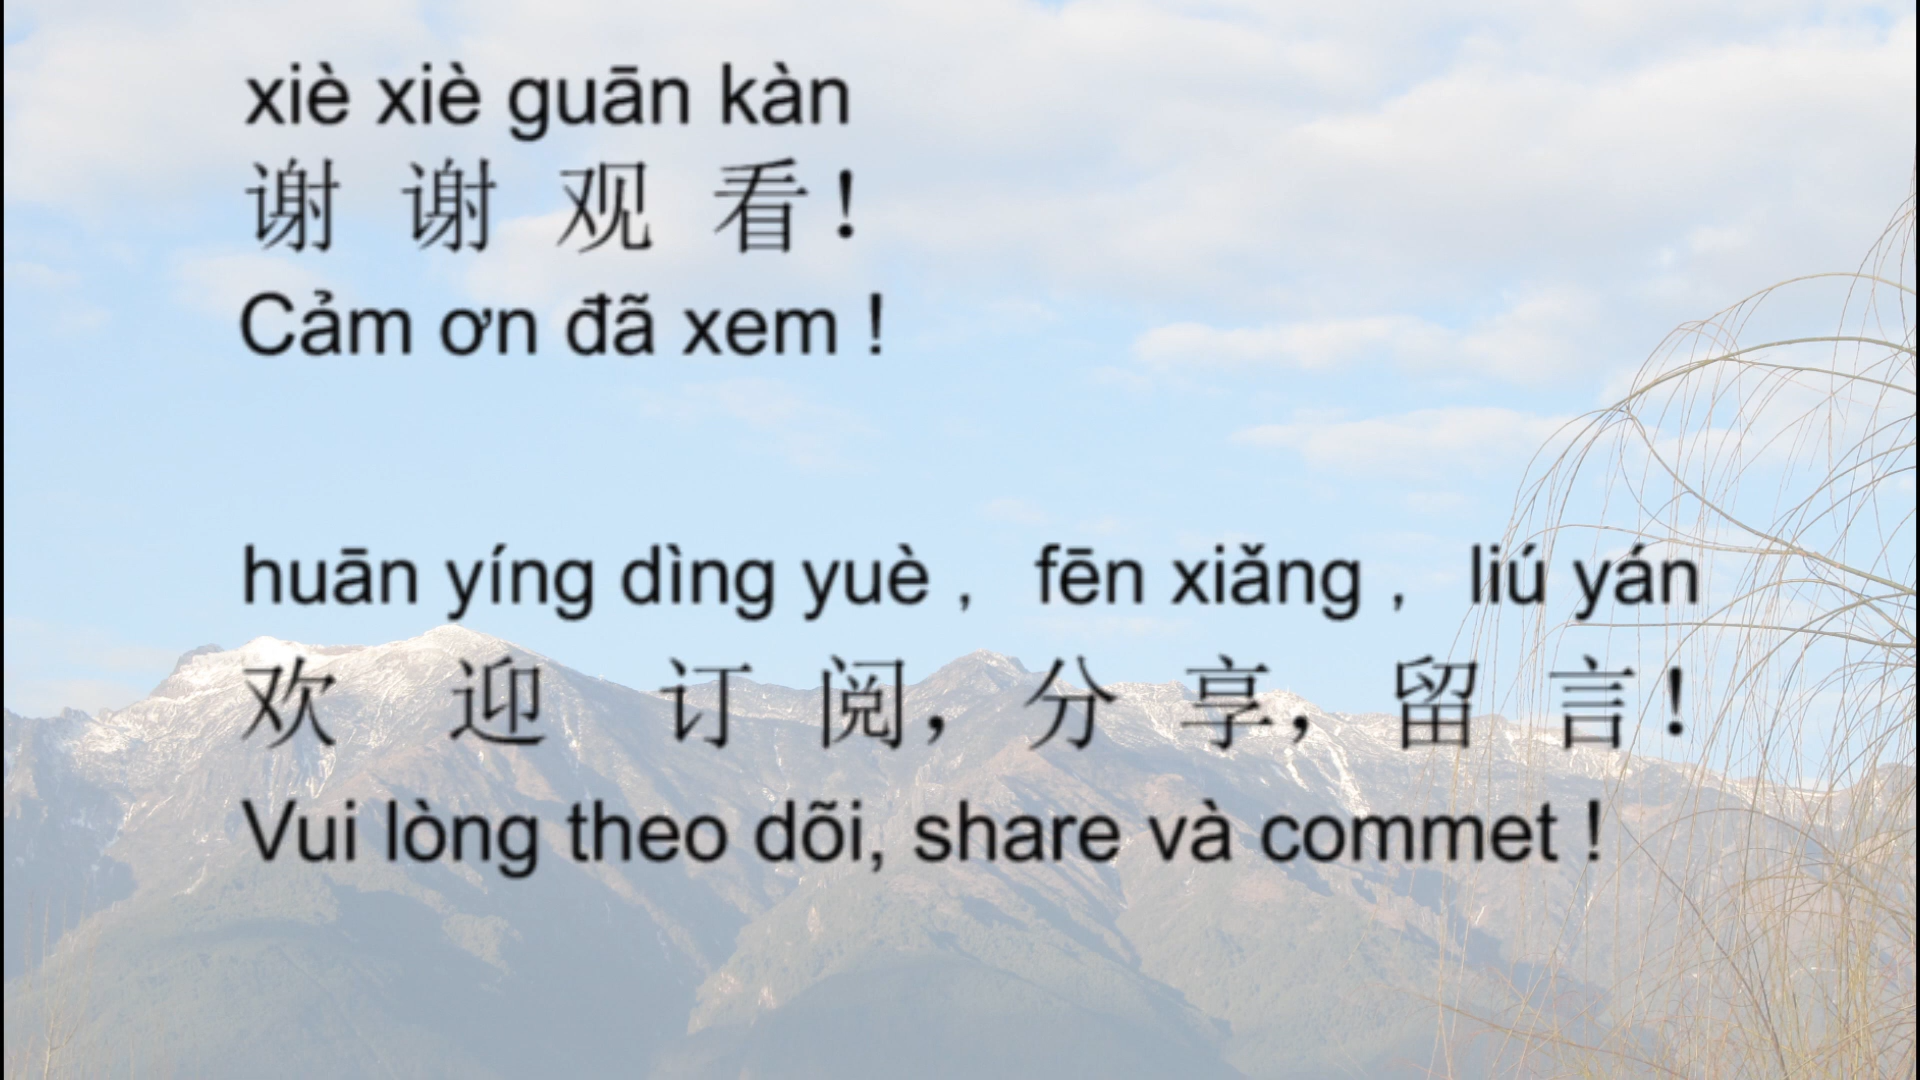 xiè xiè guān kàn
谢 谢 观 看！
Cảm ơn đã xem !
huān yíng dìng yuè ， fēn xiǎng ， liú yán
欢 迎 订 阅，分 享，留 言！
Vui lòng theo dõi, share và commet !